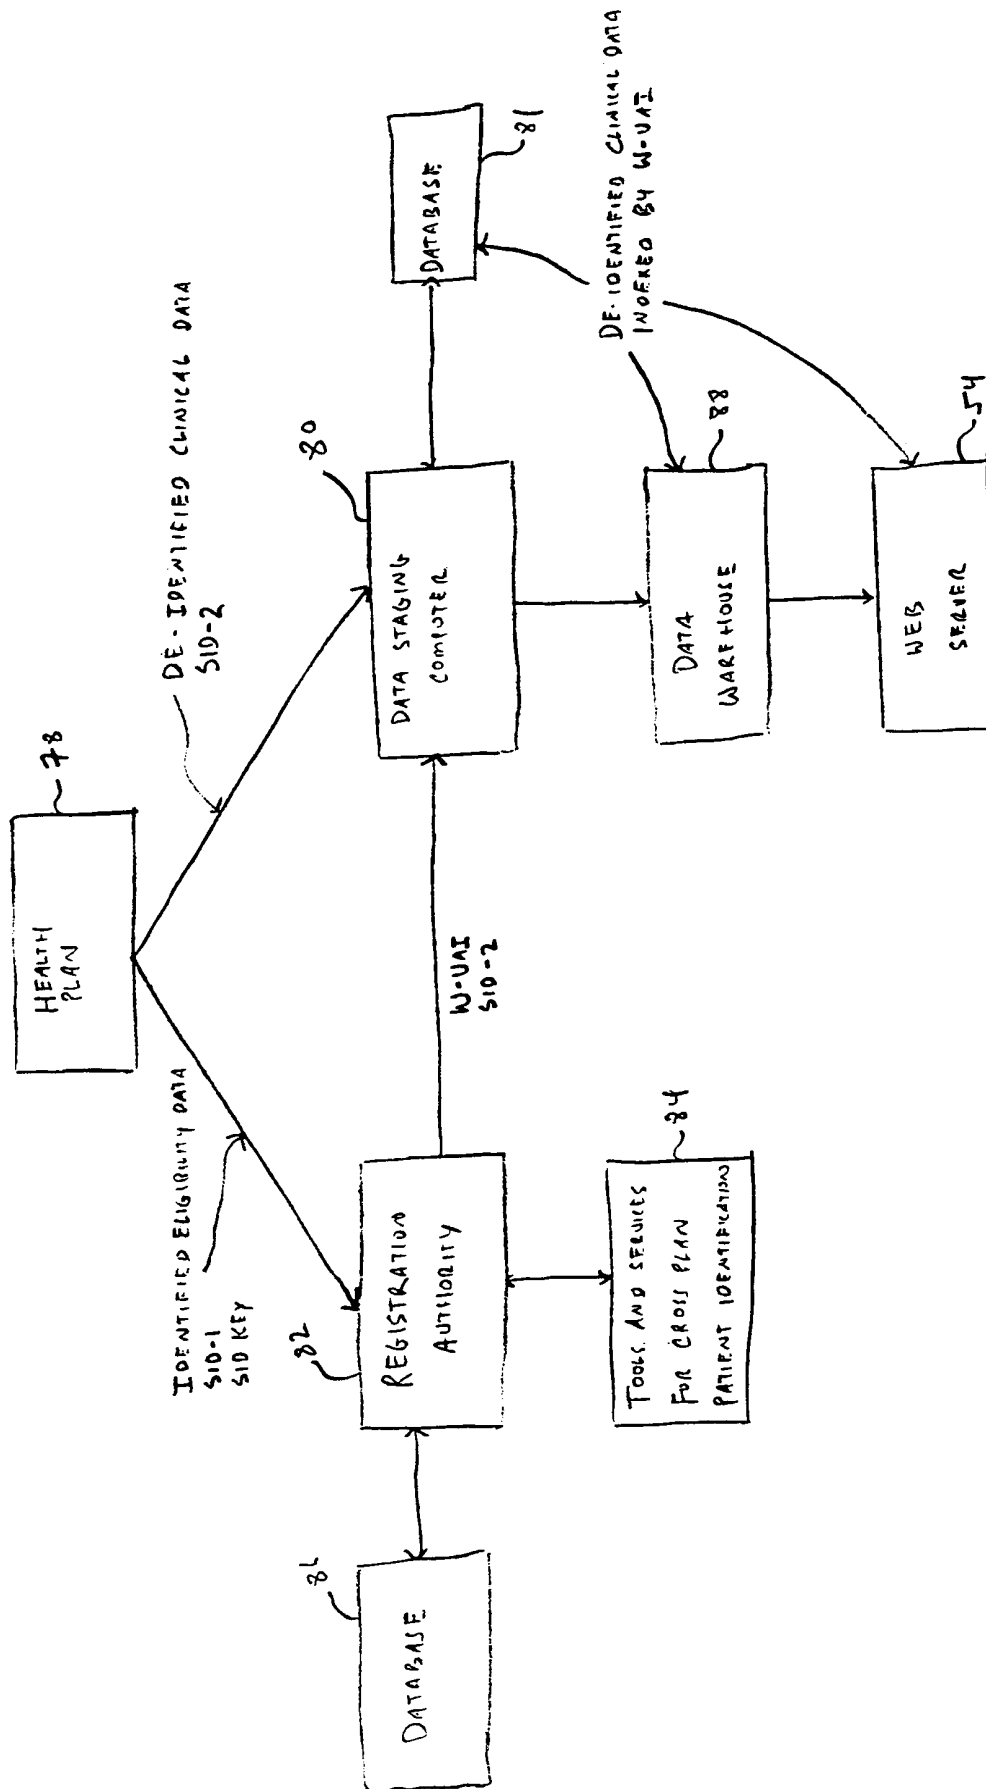 HEALTH
PLAN
78
IDENTIFIED ELIGIBILITY DATA
SID-1
SID KEY
DE-IDENTIFIED CLINICAL DATA
SID-2
82
REGISTRATION
AUTHORITY
W-UAI
SID-2
80
DATA STAGING
COMPUTER
DATABASE
81
DATABASE
TOOLS AND SERVICES
FOR CROSS PLAN
PATIENT IDENTIFICATION
84
DATA
WAREHOUSE
88
DE-IDENTIFIED CLINICAL DATA
INDEXED BY W-UAI
WEB
SERVER
54